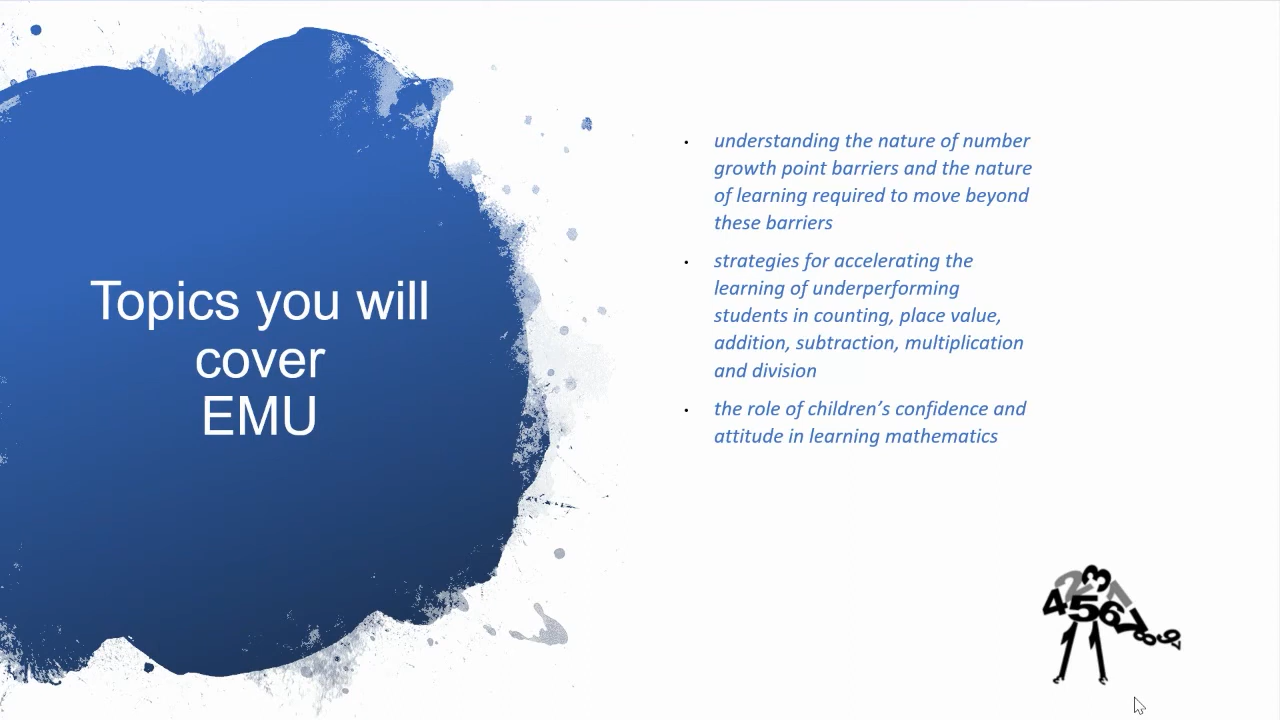 Topics you will
cover
EMU
• understanding the nature of number
growth point barriers and the nature
of learning required to move beyond
these barriers
• strategies for accelerating the
learning of underperforming
students in counting, place value,
addition, subtraction, multiplication
and division
• the role of children’s confidence and
attitude in learning mathematics